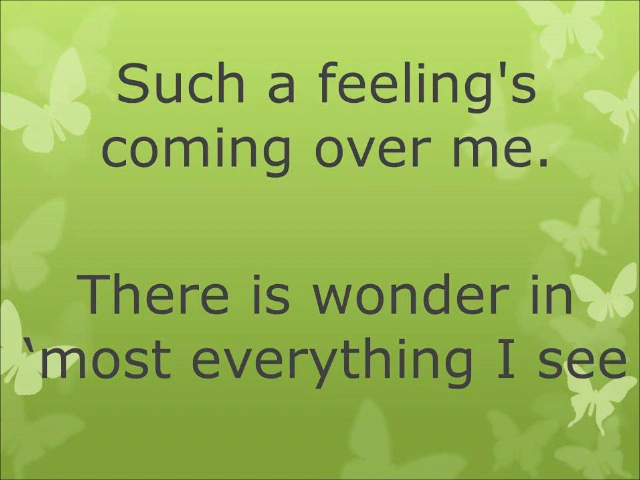 Such a feeling's
coming over me.
There is wonder in
‘most everything I see